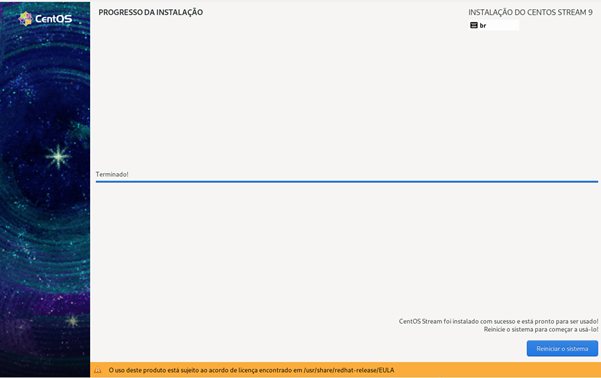 CentOS
PROGRESSO DA INSTALAÇÃO
INSTALAÇÃO DO CENTOS STREAM 9
br
Terminado!
CentOS Stream foi instalado com sucesso e está pronto para ser usado!
Reinicie o sistema para começar a usá-lo!
Reiniciar o sistema
O uso deste produto está sujeito ao acordo de licença encontrado em /usr/share/redhat-release/EULA